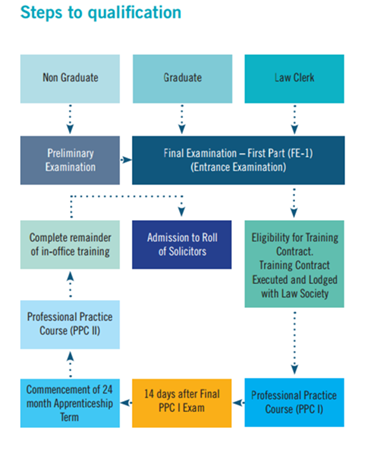 Steps to qualification
Non Graduate
Graduate
Law Clerk
Preliminary
Examination
Final Examination – First Part (FE-1)
(Entrance Examination)
Complete remainder
of in-office training
Admission to Roll
of Solicitors
Eligibility for Training
Contract.
Training Contract
Executed and Lodged
with Law Society
Professional Practice
Course (PPC II)
Commencement of 24
month Apprenticeship
Term
14 days after Final
PPC I Exam
Professional Practice
Course (PPC I)